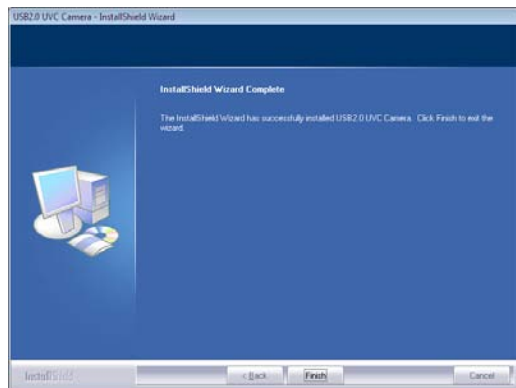 USB2.0 UVC Camera - InstallShield Wizard
InstallShield Wizard Complete
The InstallShield Wizard has successfully installed USB2.0 UVC Camera. Click Finish to exit the
wizard.
InstallShield
< Back
Finish
Cancel